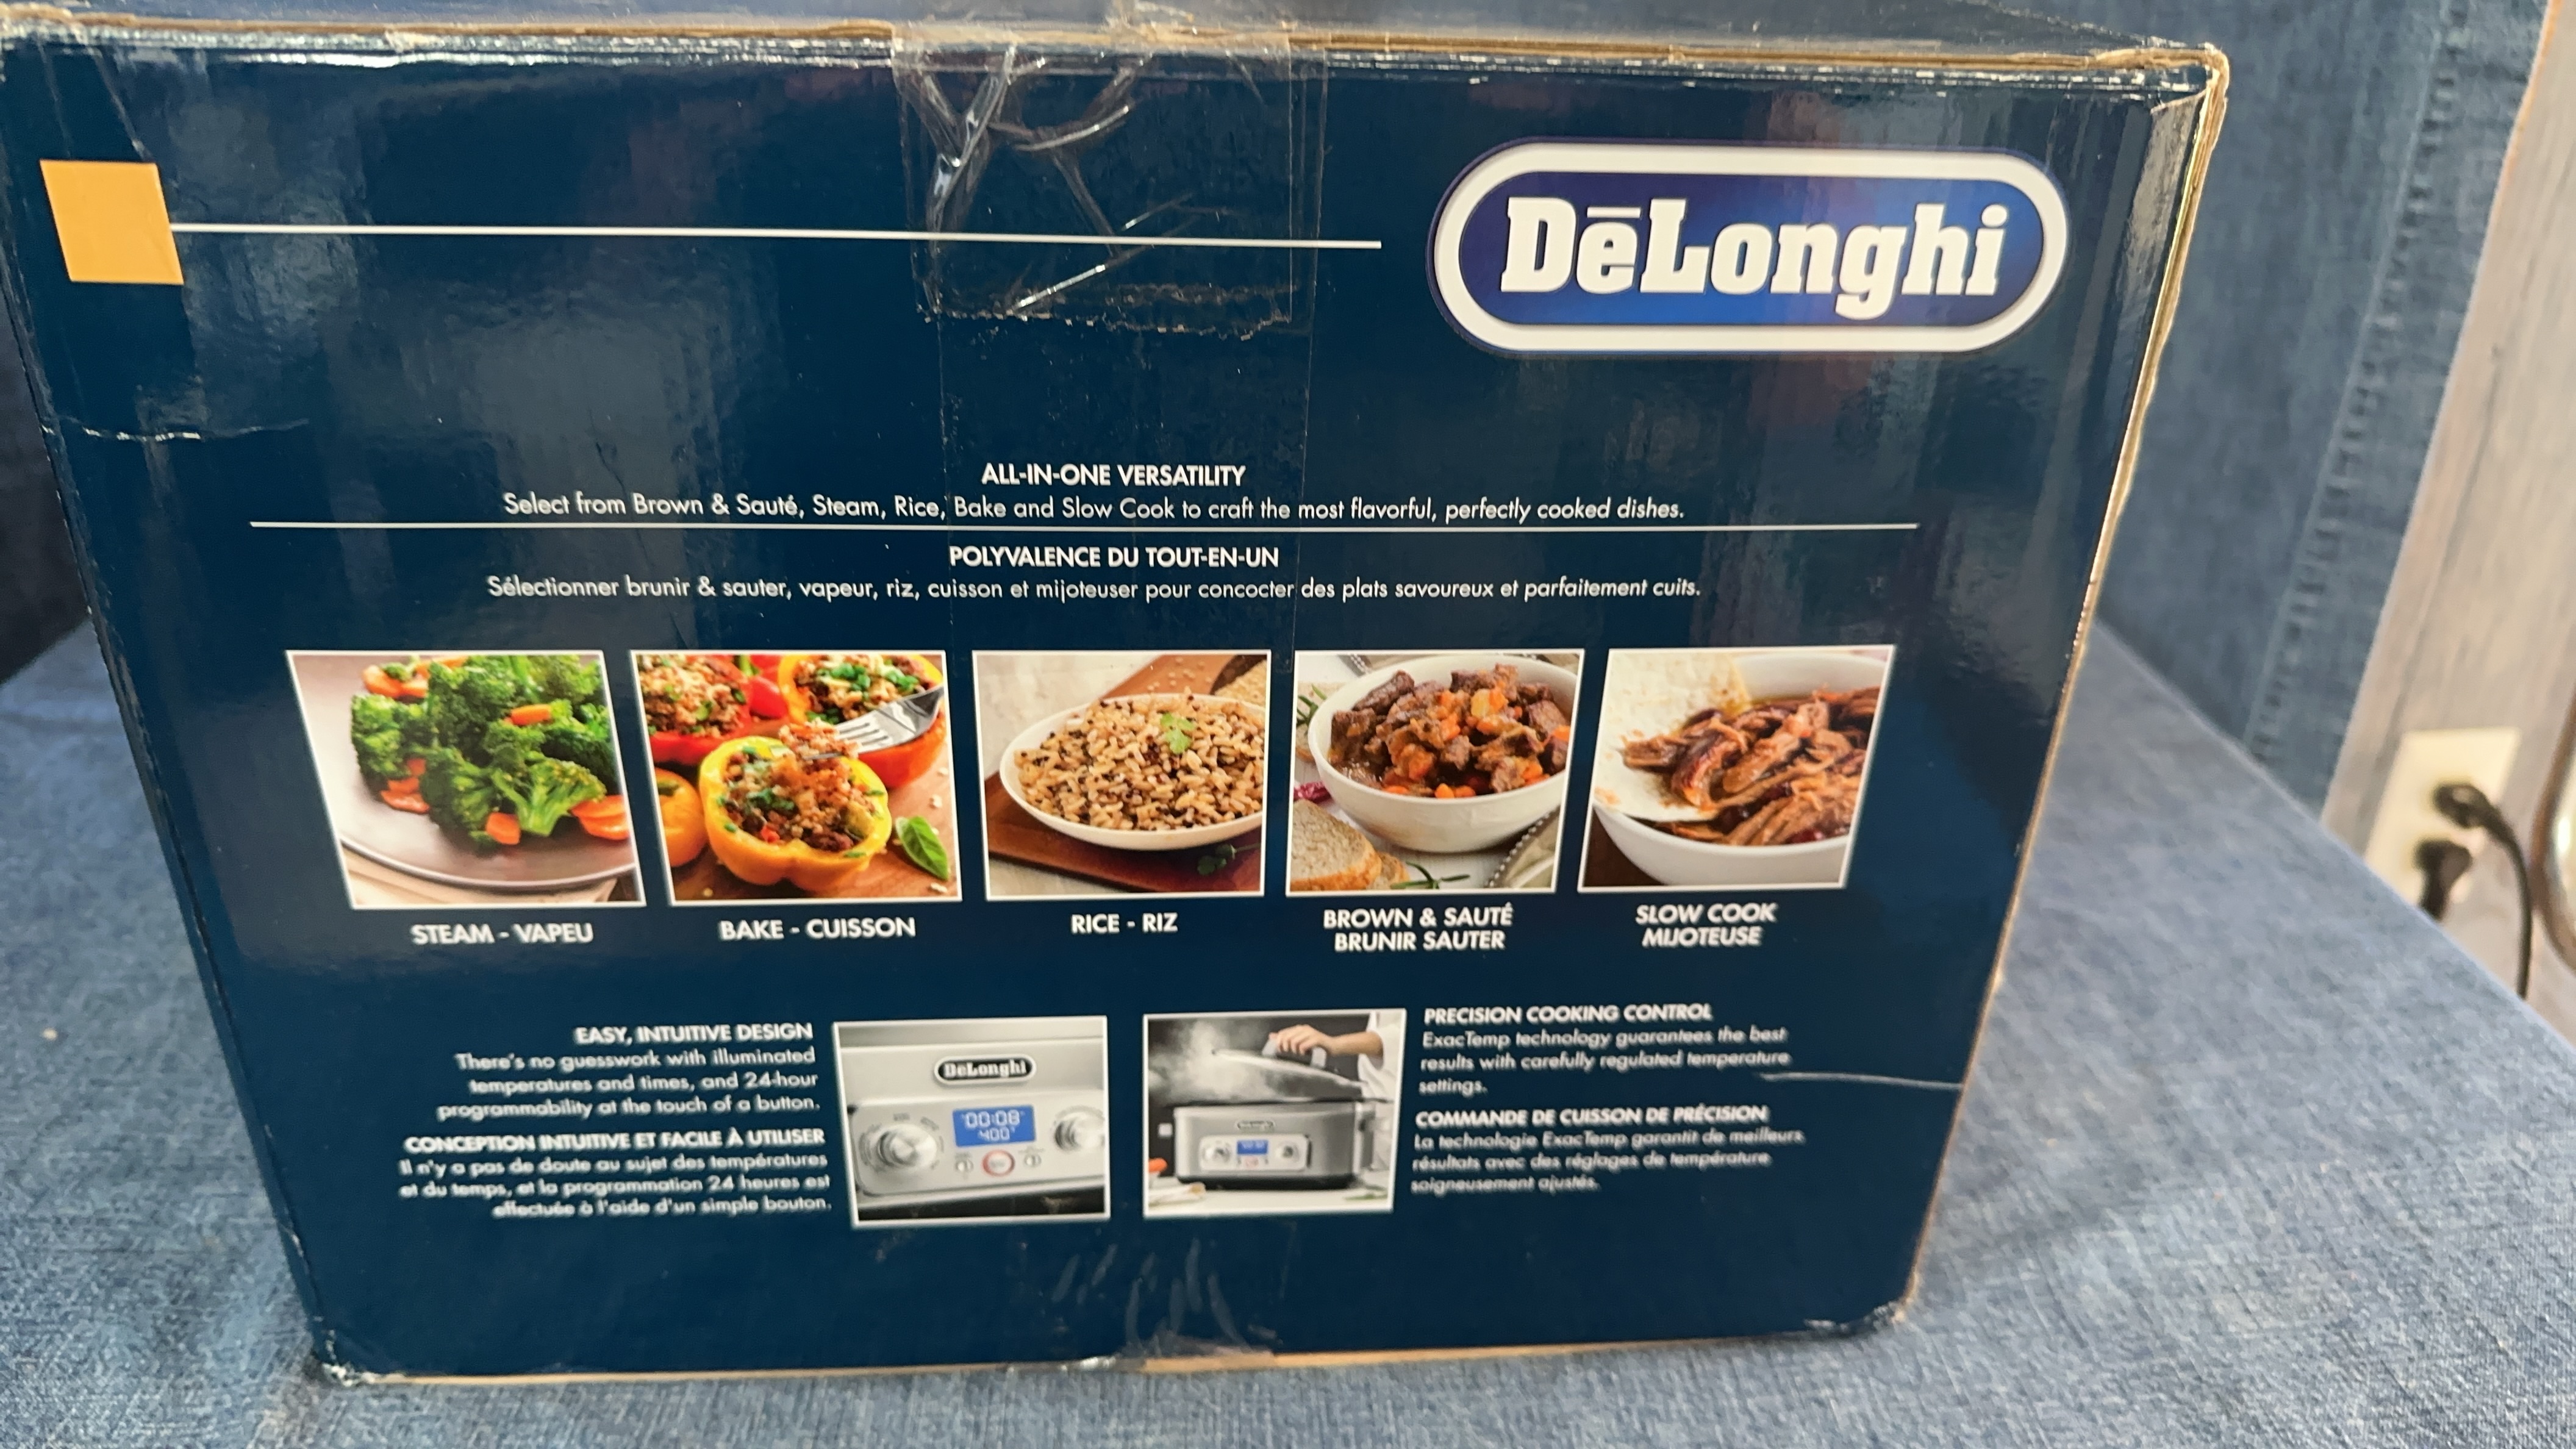 DēLonghi
ALL-IN-ONE VERSATILITY
Select from Brown & Sauté, Steam, Rice, Bake and Slow Cook to craft the most flavorful, perfectly cooked dishes.
POLYVALENCE DU TOUT-EN-UN
Sélectionner brunir & sauter, vapeur, riz, cuisson et mijoteuser pour concocter des plats savoureux et parfaitement cuits.
STEAM - VAPEU
BAKE - CUISSON
RICE - RIZ
BROWN & SAUTÉ
BRUNIR SAUTER
SLOW COOK
MIJOTEUSE
EASY, INTUITIVE DESIGN
There's no guesswork with illuminated
temperatures and times, and 24-hour
programmability at the touch of a button.
CONCEPTION INTUITIVE ET FACILE À UTILISER
Il n'y a pas de doute au sujet des températures
et du temps, et la programmation 24 heures est
effectuée à l'aide d'un simple bouton.
DēLonghi
00:08
400°
PRECISION COOKING CONTROL
ExacTemp technology guarantees the best
results with carefully regulated temperature
settings.
COMMANDE DE CUISSON DE PRÉCISION
La technologie ExacTemp garantit de meilleurs
résultats avec des réglages de température
soigneusement ajustés.